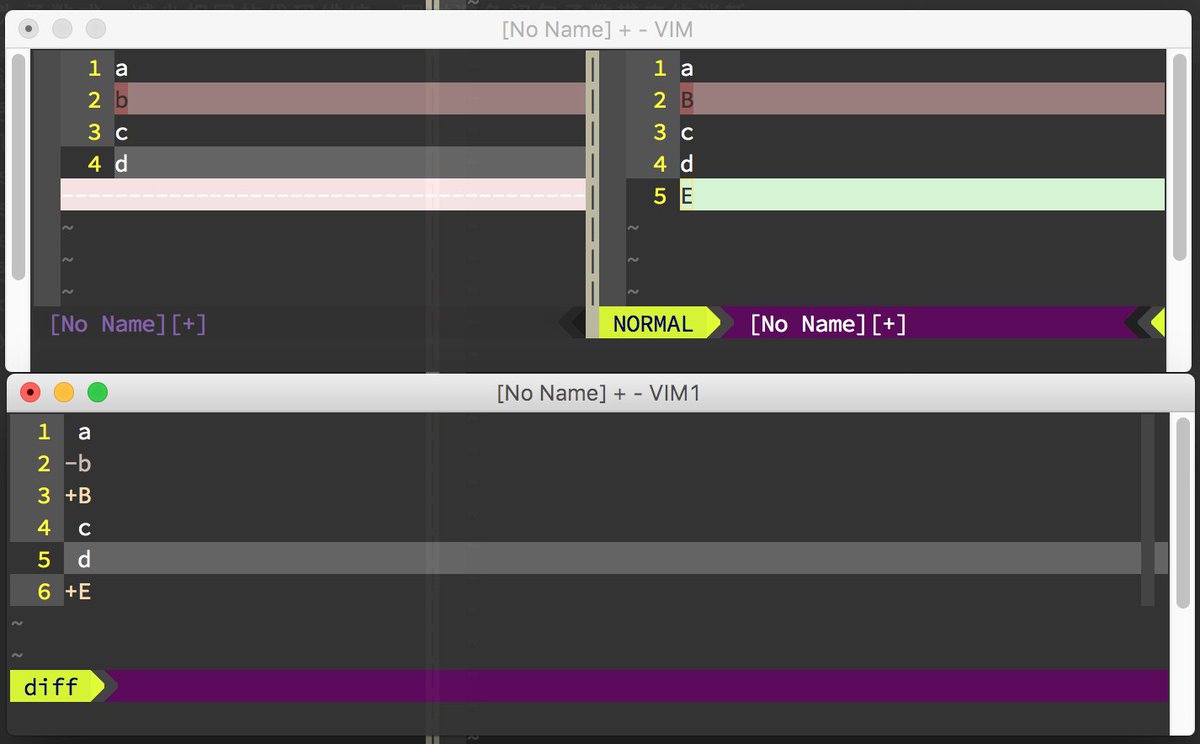 [No Name] + - VIM
1 a
2 b
3 c
4 d
~
~
~
[No Name][+]
1 a
2 B
3 c
4 d
5 E
~
~
~
NORMAL [No Name][+]
[No Name] + - VIM1
1  a
2 -b
3 +B
4  c
5  d
6 +E
~
~
diff